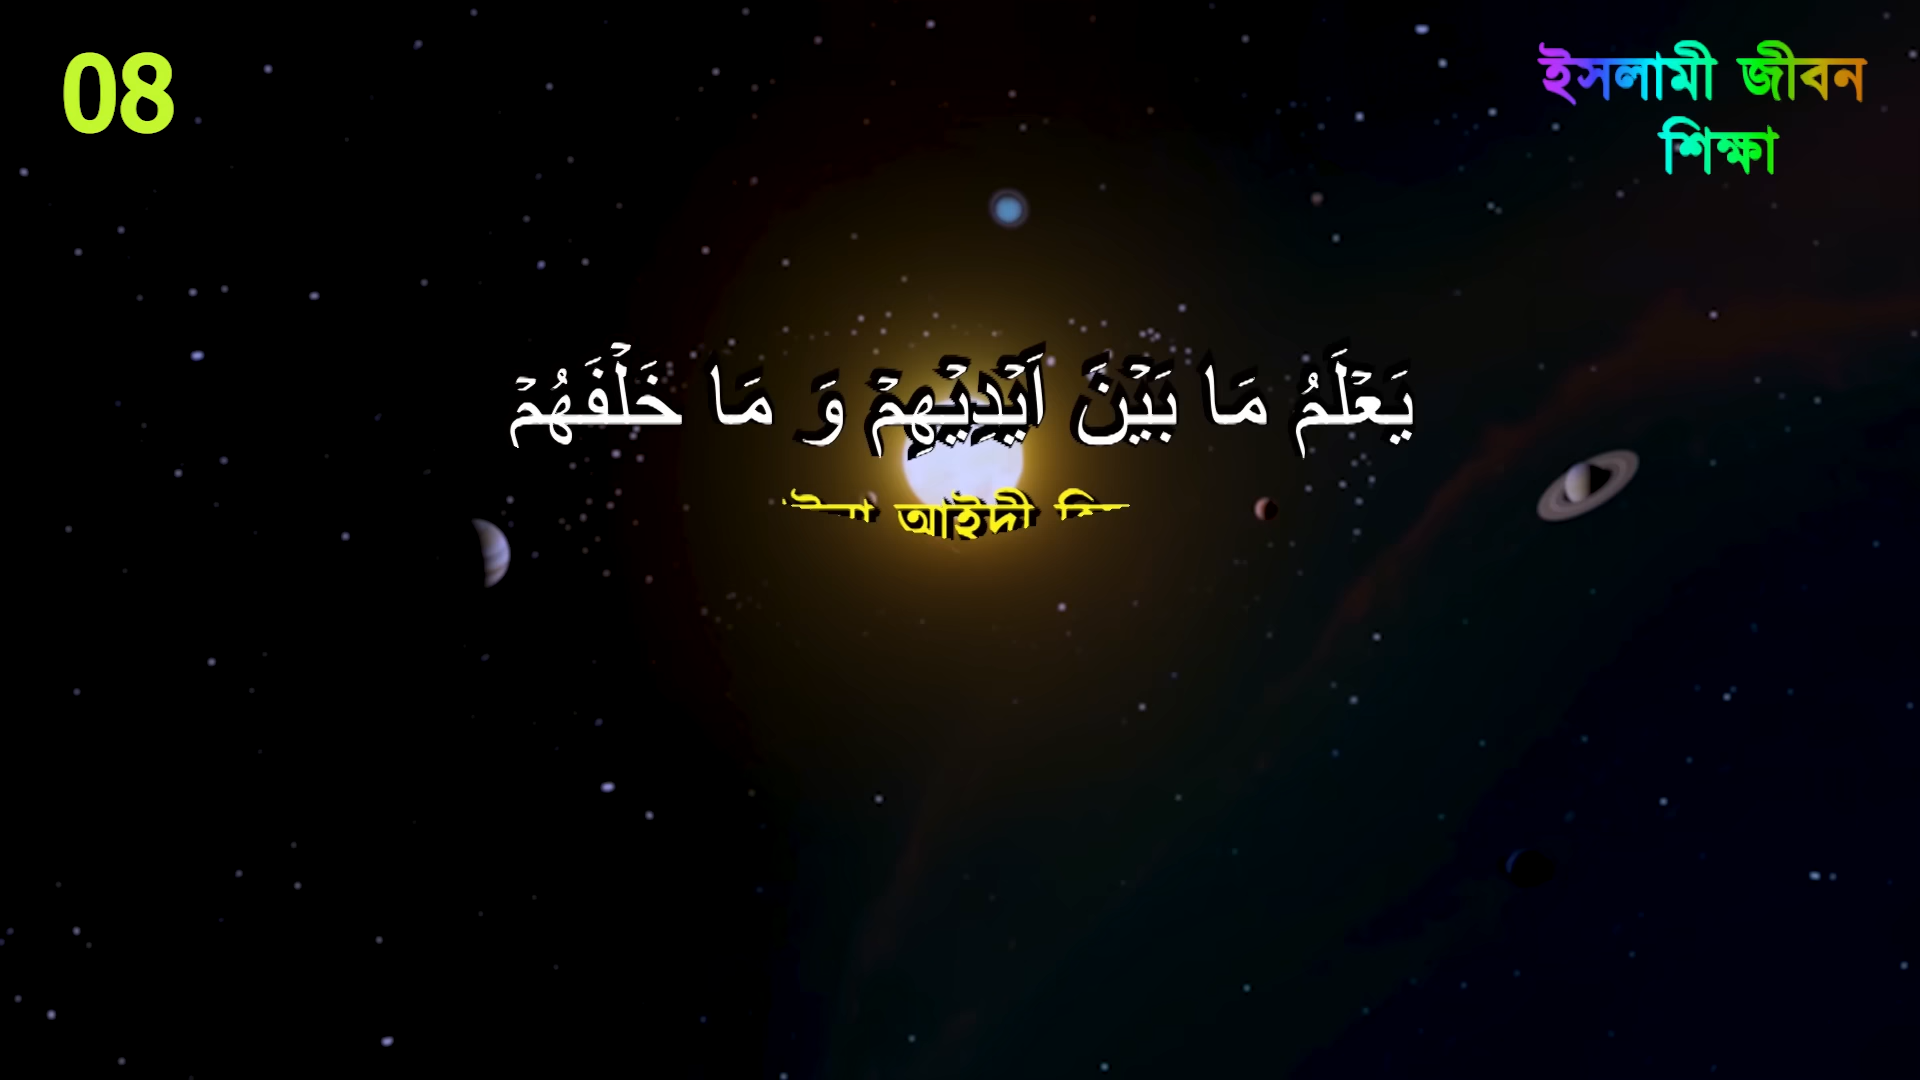 08
ইসলামী জীবন
শিক্ষা
يَعْلَمُ مَا بَيْنَ اَيْدِيْهِمْ وَ مَا خَلْفَهُمْ
আইদী